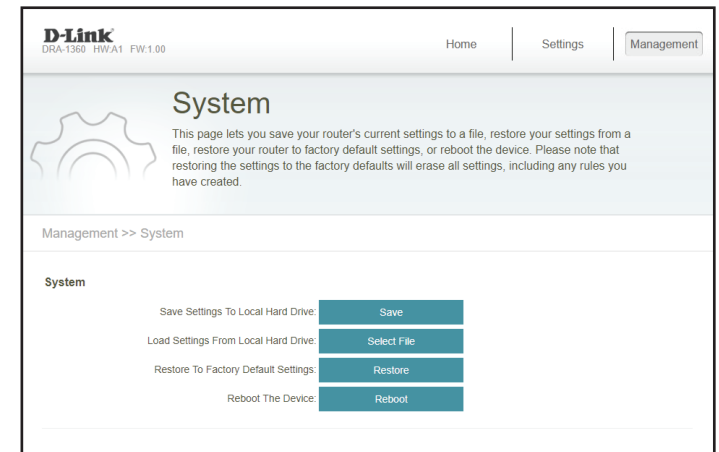 D-Link
DRA-1360 HW:A1 FW:1.00
Home Settings Management
System
This page lets you save your router's current settings to a file, restore your settings from a
file, restore your router to factory default settings, or reboot the device. Please note that
restoring the settings to the factory defaults will erase all settings, including any rules you
have created.
Management >> System
System
Save Settings To Local Hard Drive: Save
Load Settings From Local Hard Drive: Select File
Restore To Factory Default Settings: Restore
Reboot The Device: Reboot